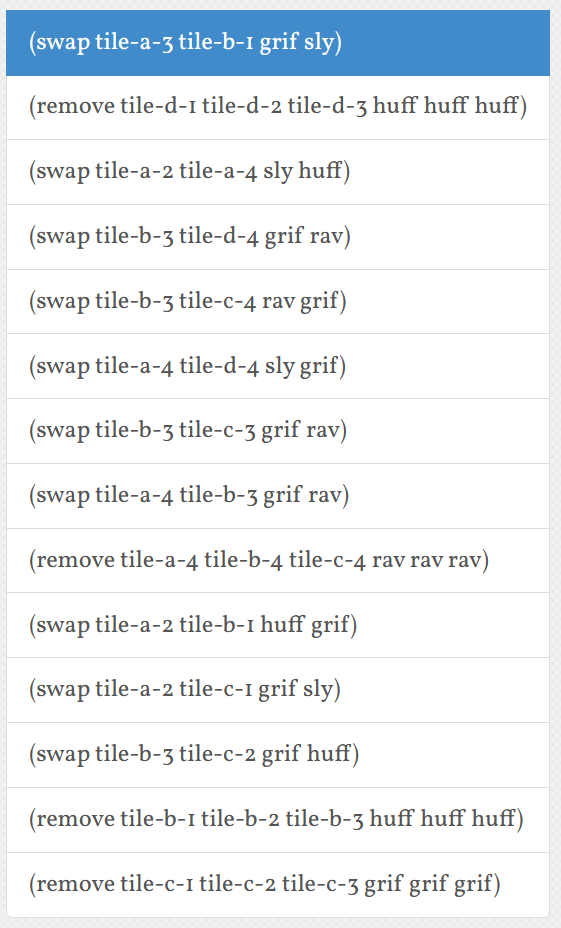 (swap tile-a-3 tile-b-1 grif sly)
(remove tile-d-1 tile-d-2 tile-d-3 huff huff huff)
(swap tile-a-2 tile-a-4 sly huff)
(swap tile-b-3 tile-d-4 grif rav)
(swap tile-b-3 tile-c-4 rav grif)
(swap tile-a-4 tile-d-4 sly grif)
(swap tile-b-3 tile-c-3 grif rav)
(swap tile-a-4 tile-b-3 grif rav)
(remove tile-a-4 tile-b-4 tile-c-4 rav rav rav)
(swap tile-a-2 tile-b-1 huff grif)
(swap tile-a-2 tile-c-1 grif sly)
(swap tile-b-3 tile-c-2 grif huff)
(remove tile-b-1 tile-b-2 tile-b-3 huff huff huff)
(remove tile-c-1 tile-c-2 tile-c-3 grif grif grif)